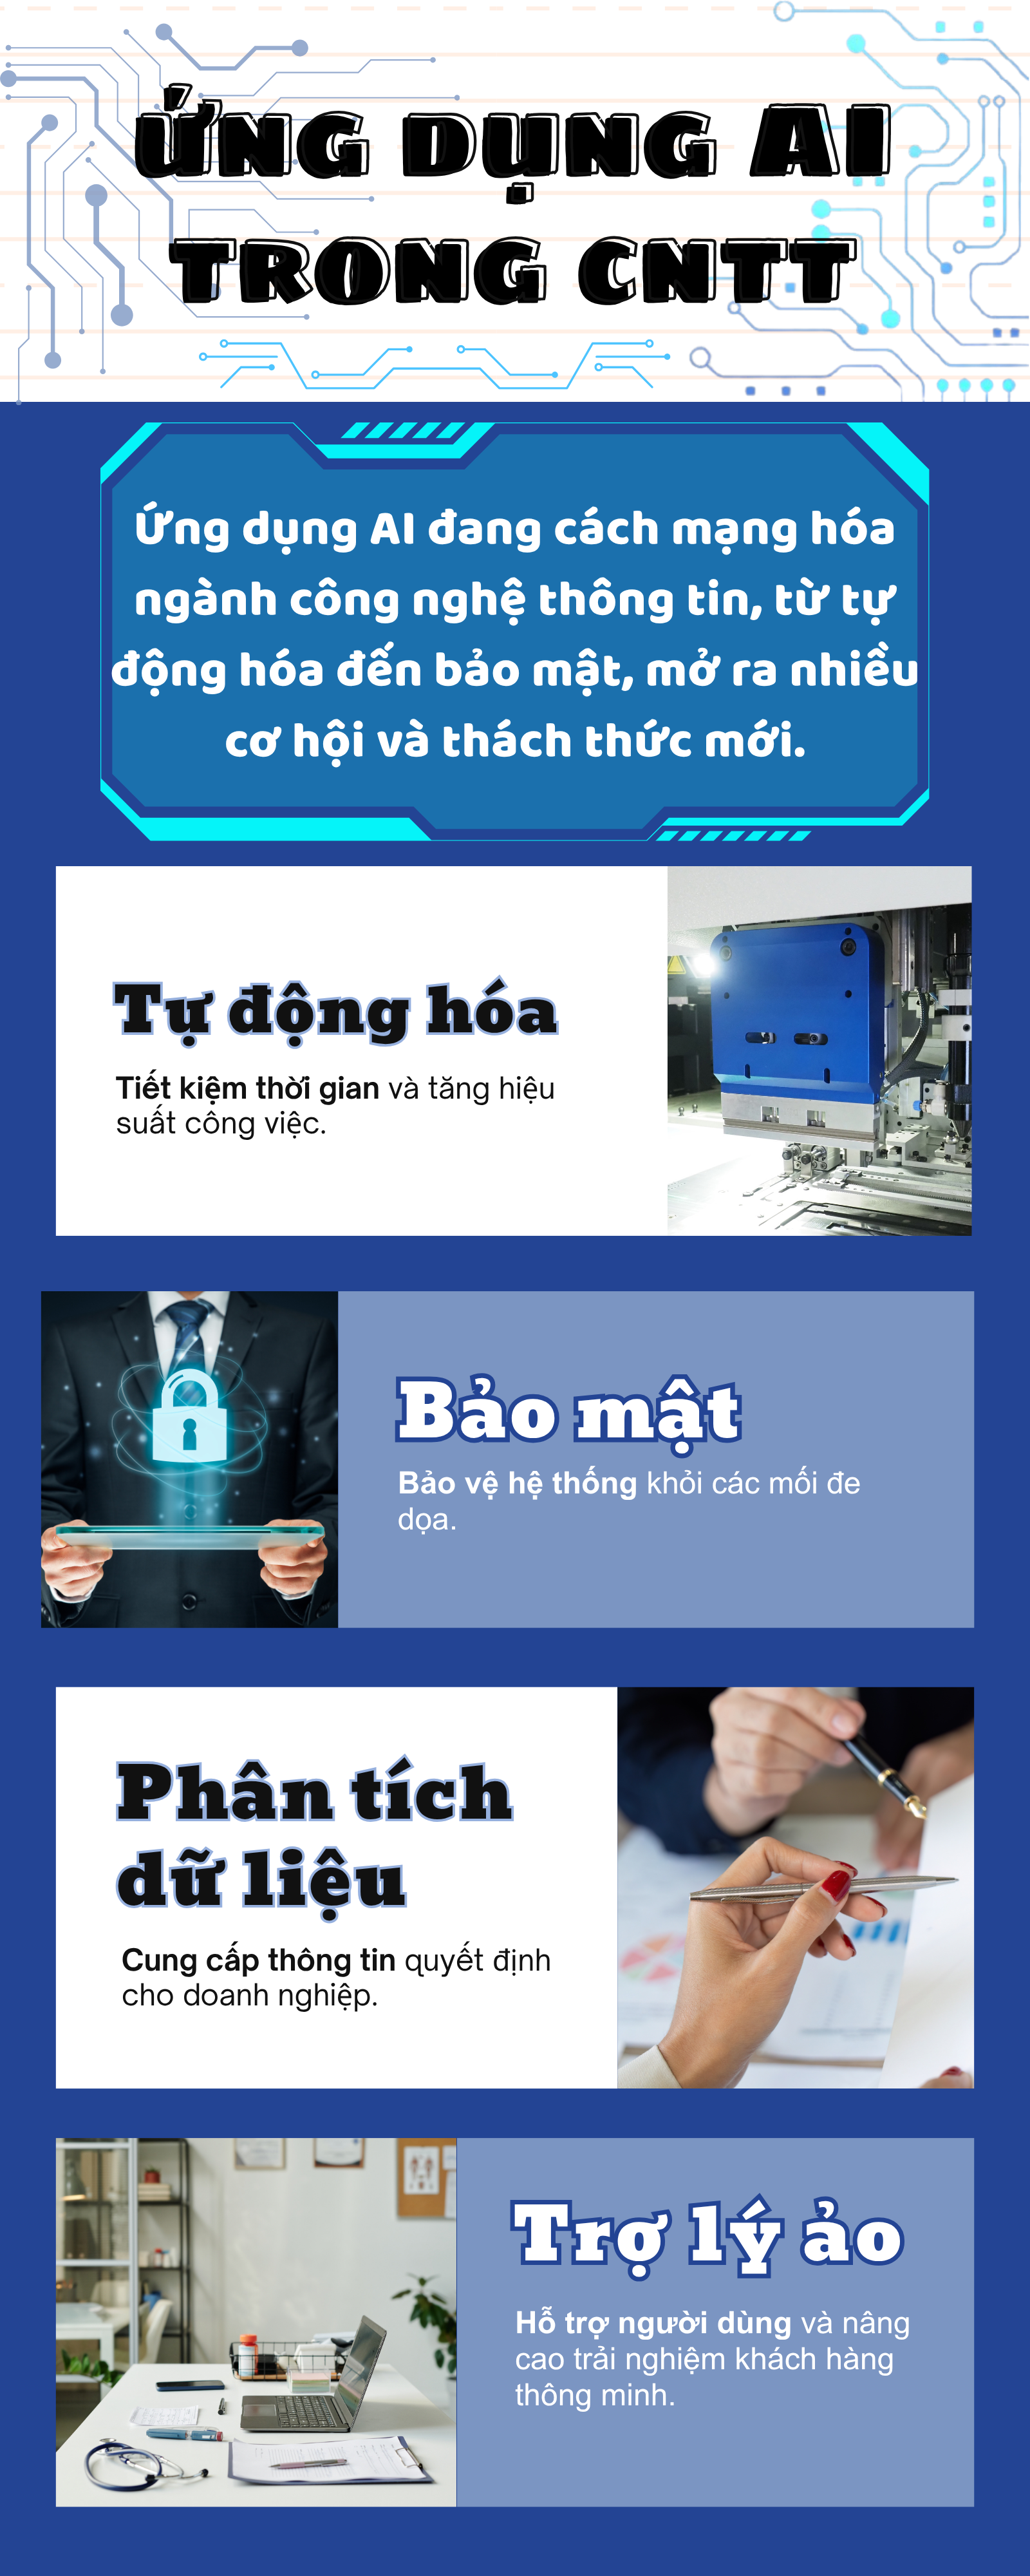 ỨNG DỤNG AI
TRONG CNTT
Ứng dụng AI đang cách mạng hóa
ngành công nghệ thông tin, từ tự
động hóa đến bảo mật, mở ra nhiều
cơ hội và thách thức mới.
Tự động hóa
Tiết kiệm thời gian và tăng hiệu
suất công việc.
Bảo mật
Bảo vệ hệ thống khỏi các mối đe
dọa.
Phân tích
dữ liệu
Cung cấp thông tin quyết định
cho doanh nghiệp.
Trợ lý ảo
Hỗ trợ người dùng và nâng
cao trải nghiệm khách hàng
thông minh.